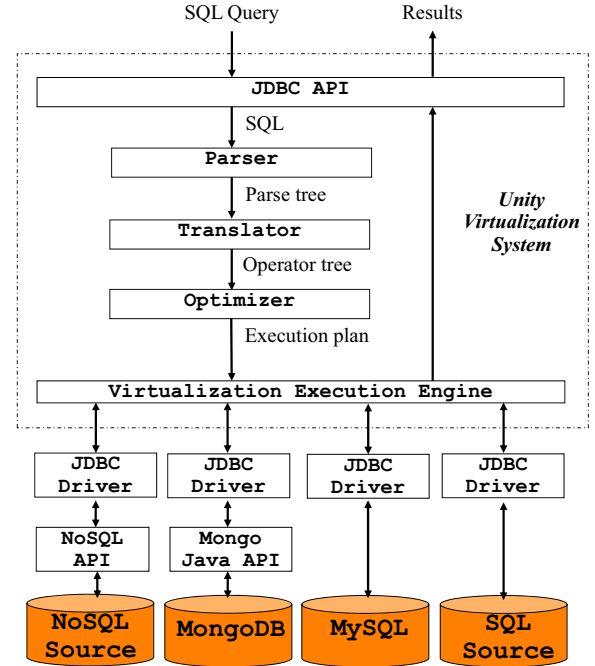 SQL Query
Results
JDBC API
SQL
Parser
Parse tree
Unity
Virtualization
System
Translator
Operator tree
Optimizer
Execution plan
Virtualization Execution Engine
JDBC
Driver
JDBC
Driver
JDBC
Driver
JDBC
Driver
NoSQL
API
Mongo
Java API
NoSQL
Source
MongoDB
MySQL
SQL
Source